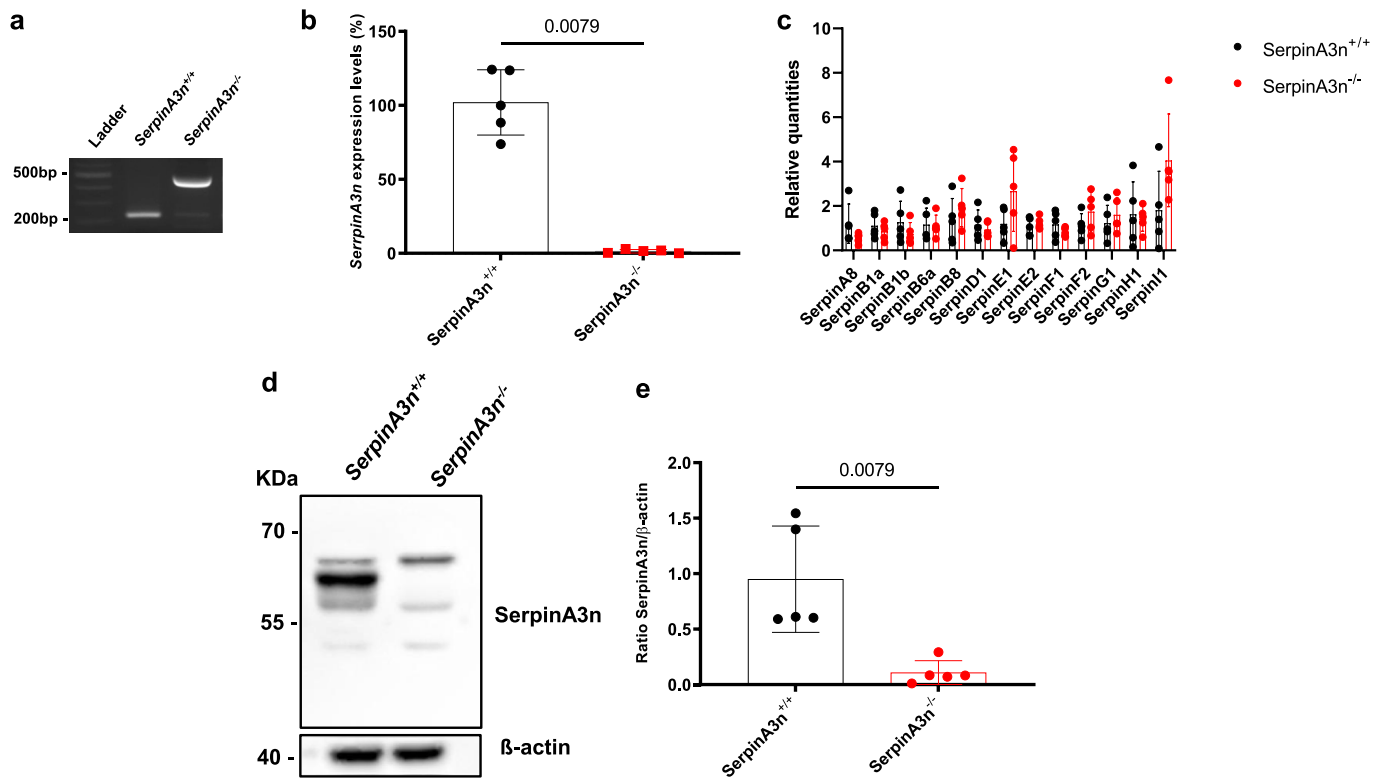 a
Ladder
SerpinA3n+/+
SerpinA3n-/-
500bp -
200bp -
b
0.0079
SerrpinA3n expression levels (%)
150
100
50
0
SerpinA3n+/+
SerpinA3n-/-
c
Relative quantities
10
8
6
4
2
0
SerpinA8
SerpinB1a
SerpinB1b
SerpinB6a
SerpinB8
SerpinD1
SerpinE1
SerpinE2
SerpinF1
SerpinF2
SerpinG1
SerpinH1
SerpinI1
SerpinA3n+/+
SerpinA3n-/-
d
SerpinA3n+/+
SerpinA3n-/-
KDa
70 -
55 -
SerpinA3n
40 -
ß-actin
e
0.0079
Ratio SerpinA3n/β-actin
2.0
1.5
1.0
0.5
0.0
SerpinA3n+/+
SerpinA3n-/-